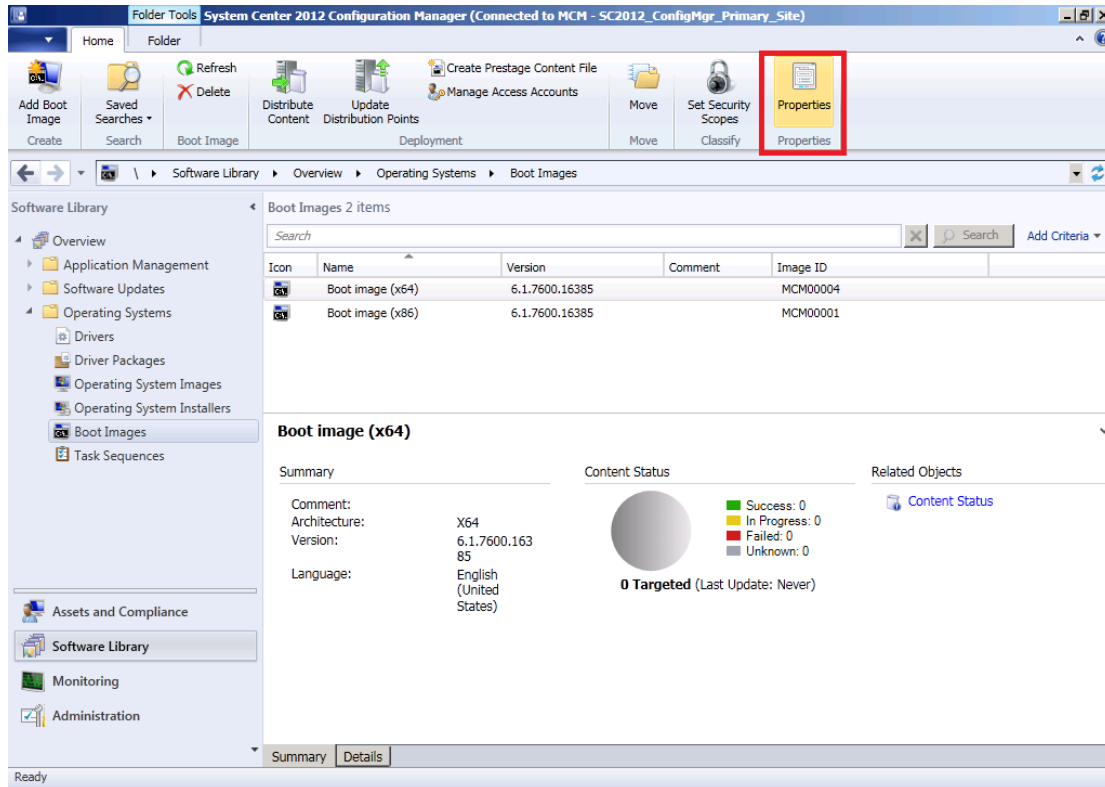 Folder Tools System Center 2012 Configuration Manager (Connected to MCM - SC2012_ConfigMgr_Primary_Site)
Home Folder
Add Boot Image
Create
Saved Searches
Search
Refresh
Delete
Boot Image
Distribute Content
Update Distribution Points
Create Prestage Content File
Manage Access Accounts
Deployment
Move
Move
Set Security Scopes
Classify
Properties
Properties
\ Software Library Overview Operating Systems Boot Images
Software Library
Overview
Application Management
Software Updates
Operating Systems
Drivers
Driver Packages
Operating System Images
Operating System Installers
Boot Images
Task Sequences
Assets and Compliance
Software Library
Monitoring
Administration
Boot Images 2 items
Search Search Add Criteria
Icon Name Version Comment Image ID
Boot image (x64) 6.1.7600.16385 MCM00004
Boot image (x86) 6.1.7600.16385 MCM00001
Boot image (x64)
Summary
Comment:
Architecture: X64
Version: 6.1.7600.163
85
Language: English
(United
States)
Content Status
Success: 0
In Progress: 0
Failed: 0
Unknown: 0
0 Targeted (Last Update: Never)
Related Objects
Content Status
Summary Details
Ready